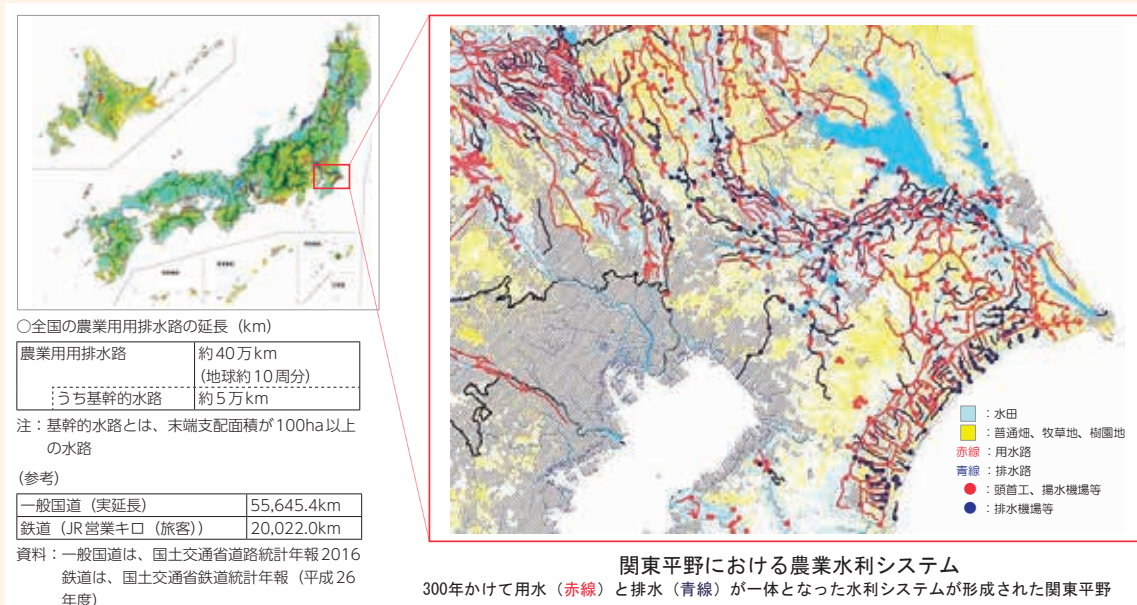 ○全国の農業用用排水路の延長（km）
農業用用排水路 約40万km
（地球約10周分）
うち基幹的水路 約5万km
注：基幹的水路とは、末端支配面積が100ha以上
の水路
（参考）
一般国道（実延長） 55,645.4km
鉄道（JR営業キロ（旅客）） 20,022.0km
資料：一般国道は、国土交通省道路統計年報2016
鉄道は、国土交通省鉄道統計年報（平成26
年度）
：水田
：普通畑、牧草地、樹園地
赤線：用水路
青線：排水路
：頭首工、揚水機場等
：排水機場等
関東平野における農業水利システム
300年かけて用水（赤線）と排水（青線）が一体となった水利システムが形成された関東平野